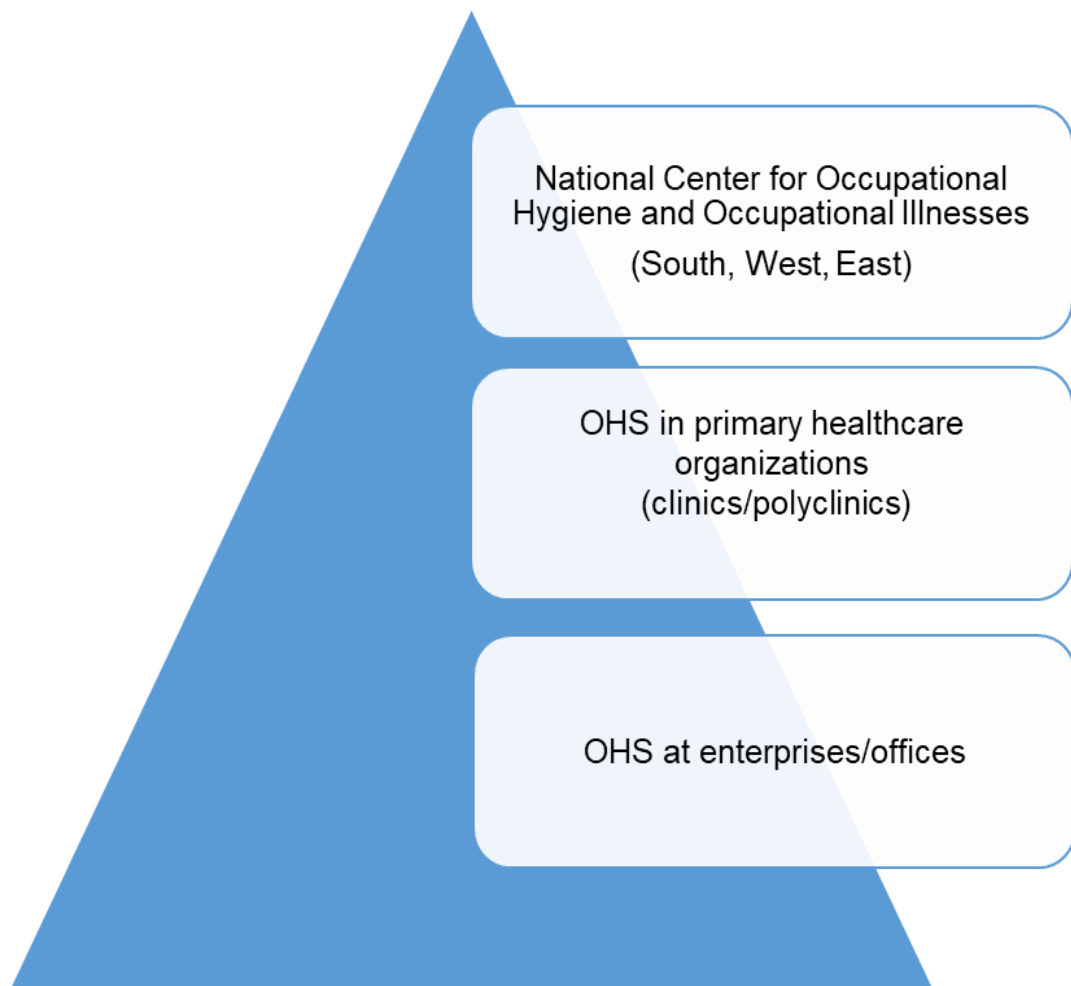 National Center for Occupational
Hygiene and Occupational Illnesses
(South, West, East)
OHS in primary healthcare
organizations
(clinics/polyclinics)
OHS at enterprises/offices